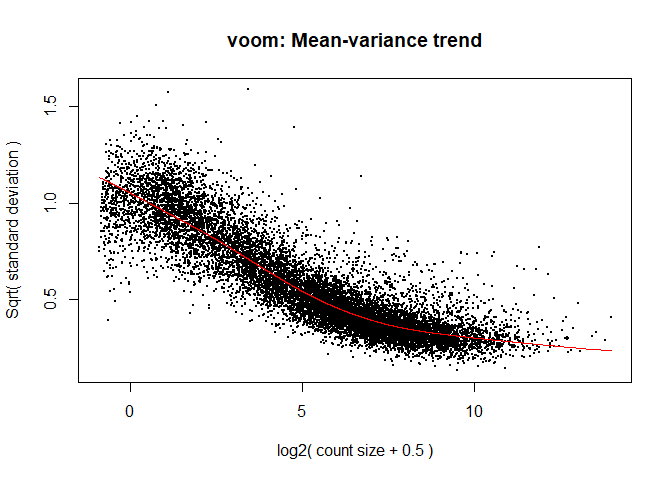 voom: Mean-variance trend
1.5
1.0
0.5
Sqrt( standard deviation )
0
5
10
log2( count size + 0.5 )